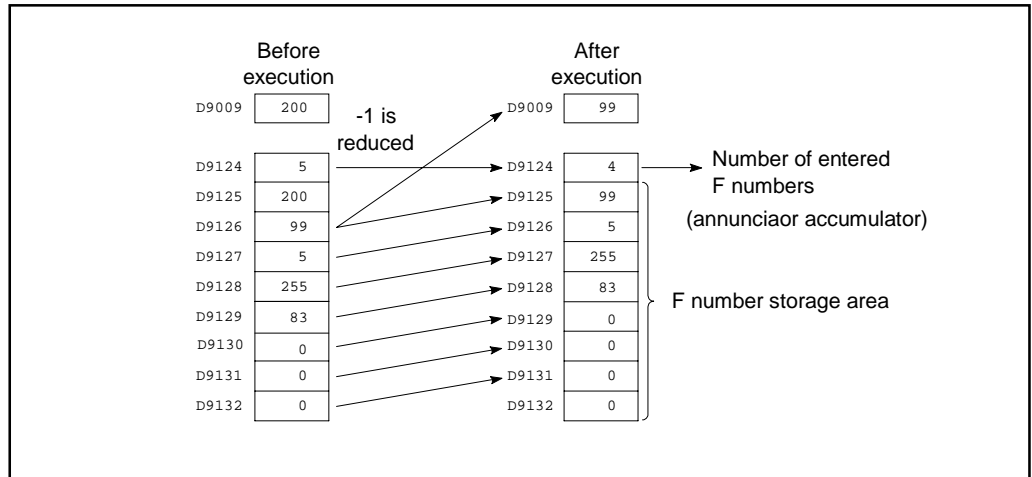 Before
execution
After
execution
D9009 200
-1 is
reduced
D9009 99
D9124 5
D9124 4
Number of entered
F numbers
(annunciaor accumulator)
D9125 200
D9125 99
D9126 99
D9126 5
D9127 5
D9127 255
D9128 255
D9128 83
F number storage area
D9129 83
D9129 0
D9130 0
D9130 0
D9131 0
D9131 0
D9132 0
D9132 0